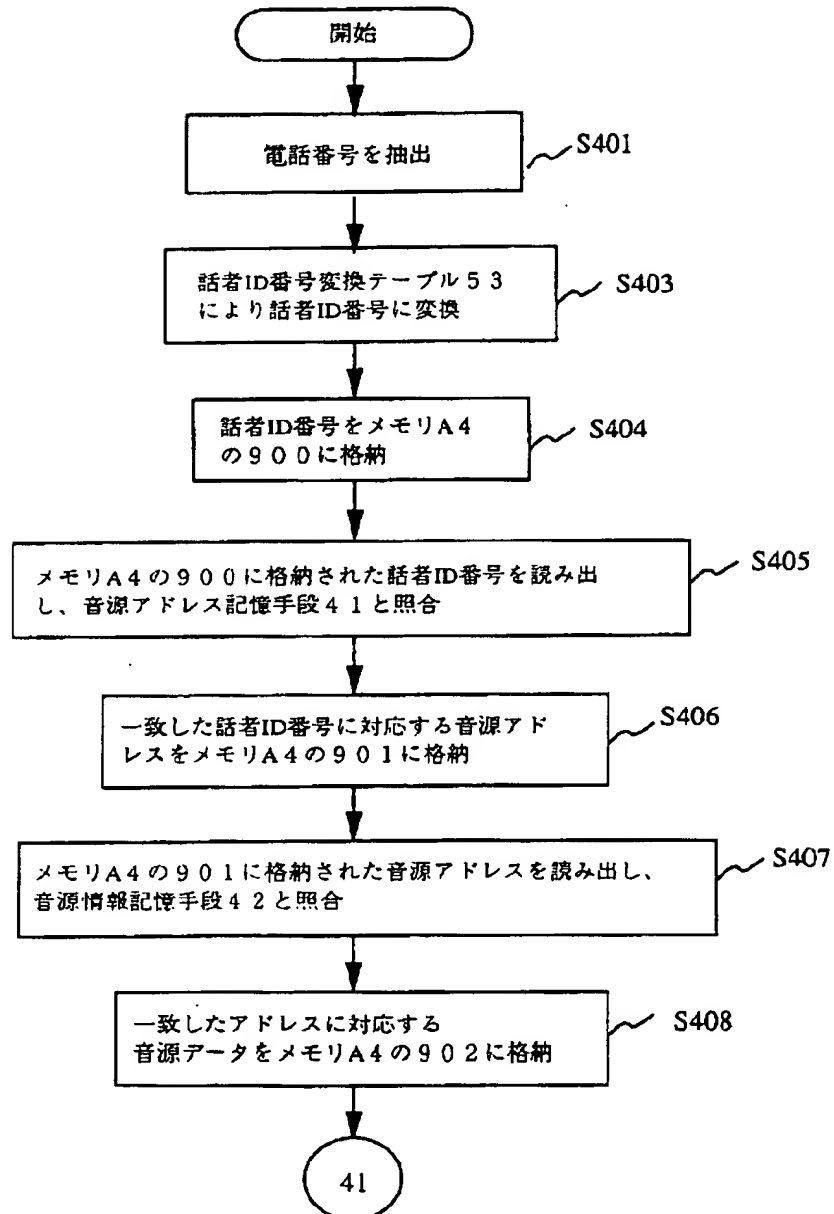 開始
電話番号を抽出
S401
話者ID番号変換テーブル53
により話者ID番号に変換
S403
話者ID番号をメモリA4
の900に格納
S404
メモリA4の900に格納された話者ID番号を読み出
し、音源アドレス記憶手段41と照合
S405
一致した話者ID番号に対応する音源アド
レスをメモリA4の901に格納
S406
メモリA4の901に格納された音源アドレスを読み出し、
音源情報記憶手段42と照合
S407
一致したアドレスに対応する
音源データをメモリA4の902に格納
S408
41